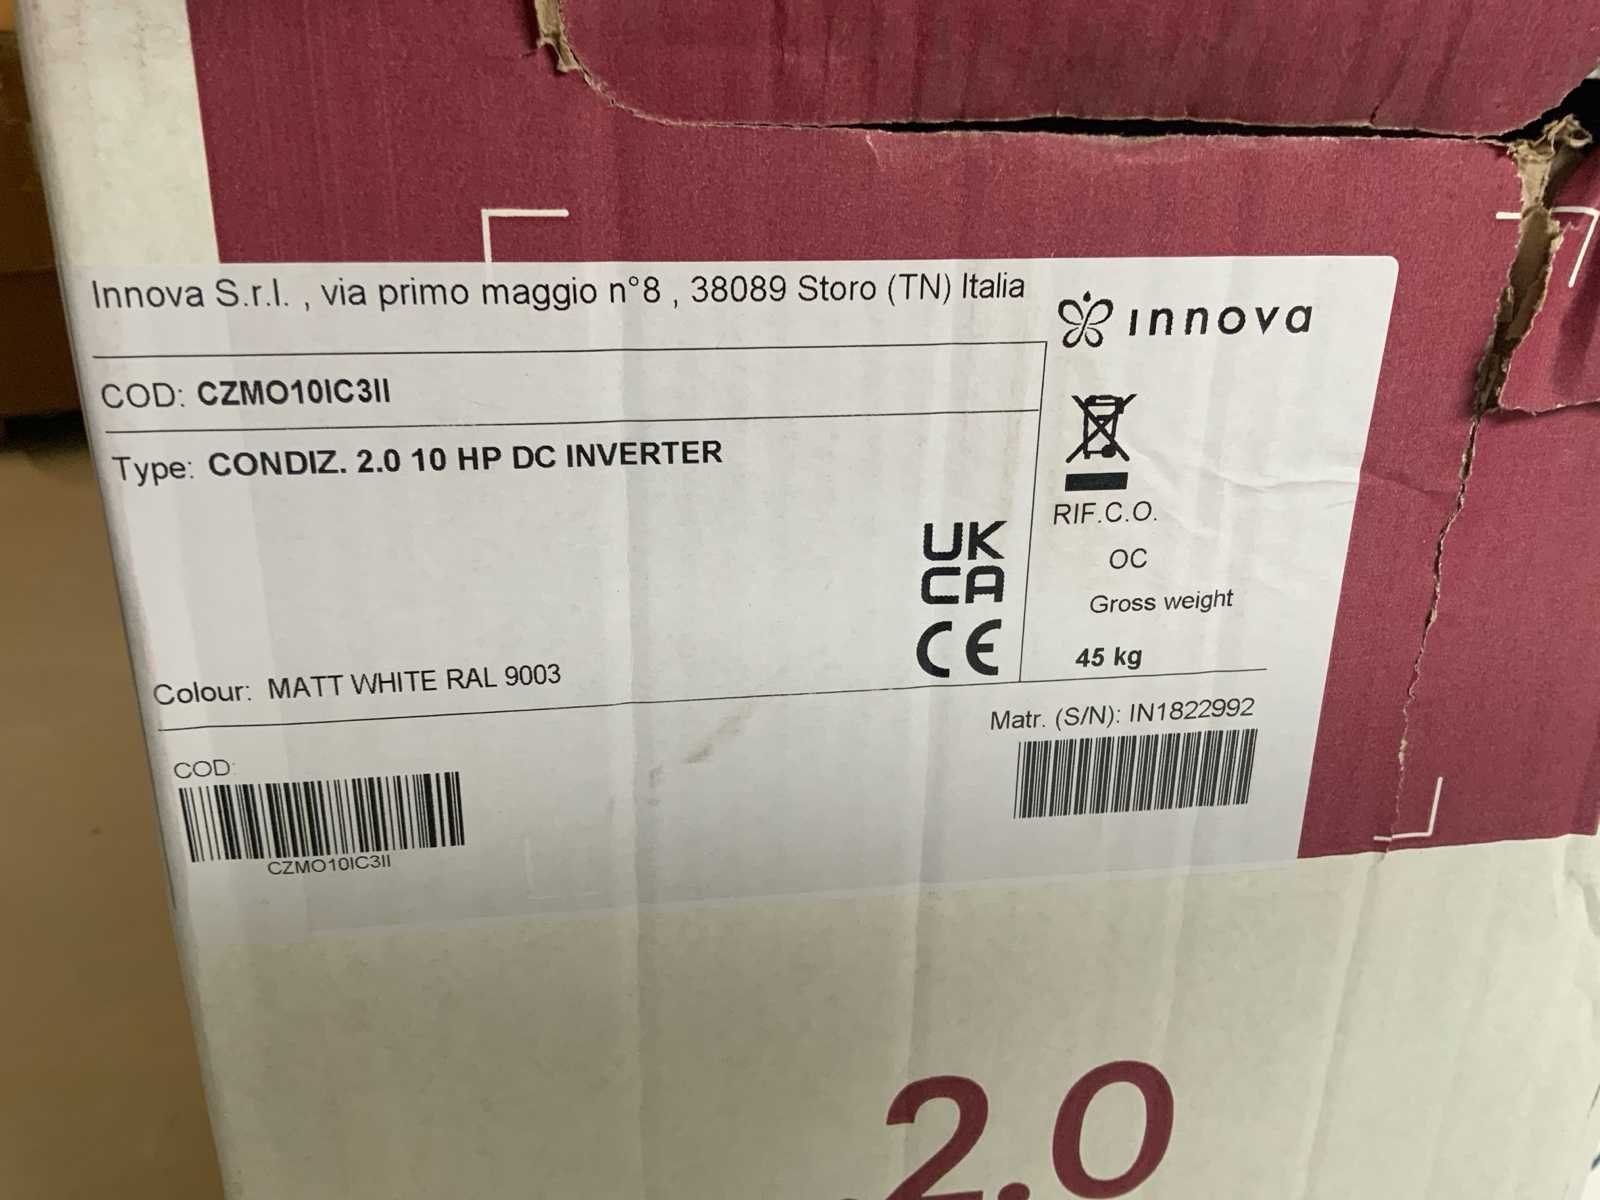 Innova S.r.l. , via primo maggio n°8 , 38089 Storo (TN) Italia
ınnova
COD: CZMO10IC3II
Type: CONDIZ. 2.0 10 HP DC INVERTER
RIF.C.O.
OC
Gross weight
45 kg
UK
CA
CE
Colour: MATT WHITE RAL 9003
Matr. (S/N): IN1822992
COD:
CZMO10IC3II
2.0